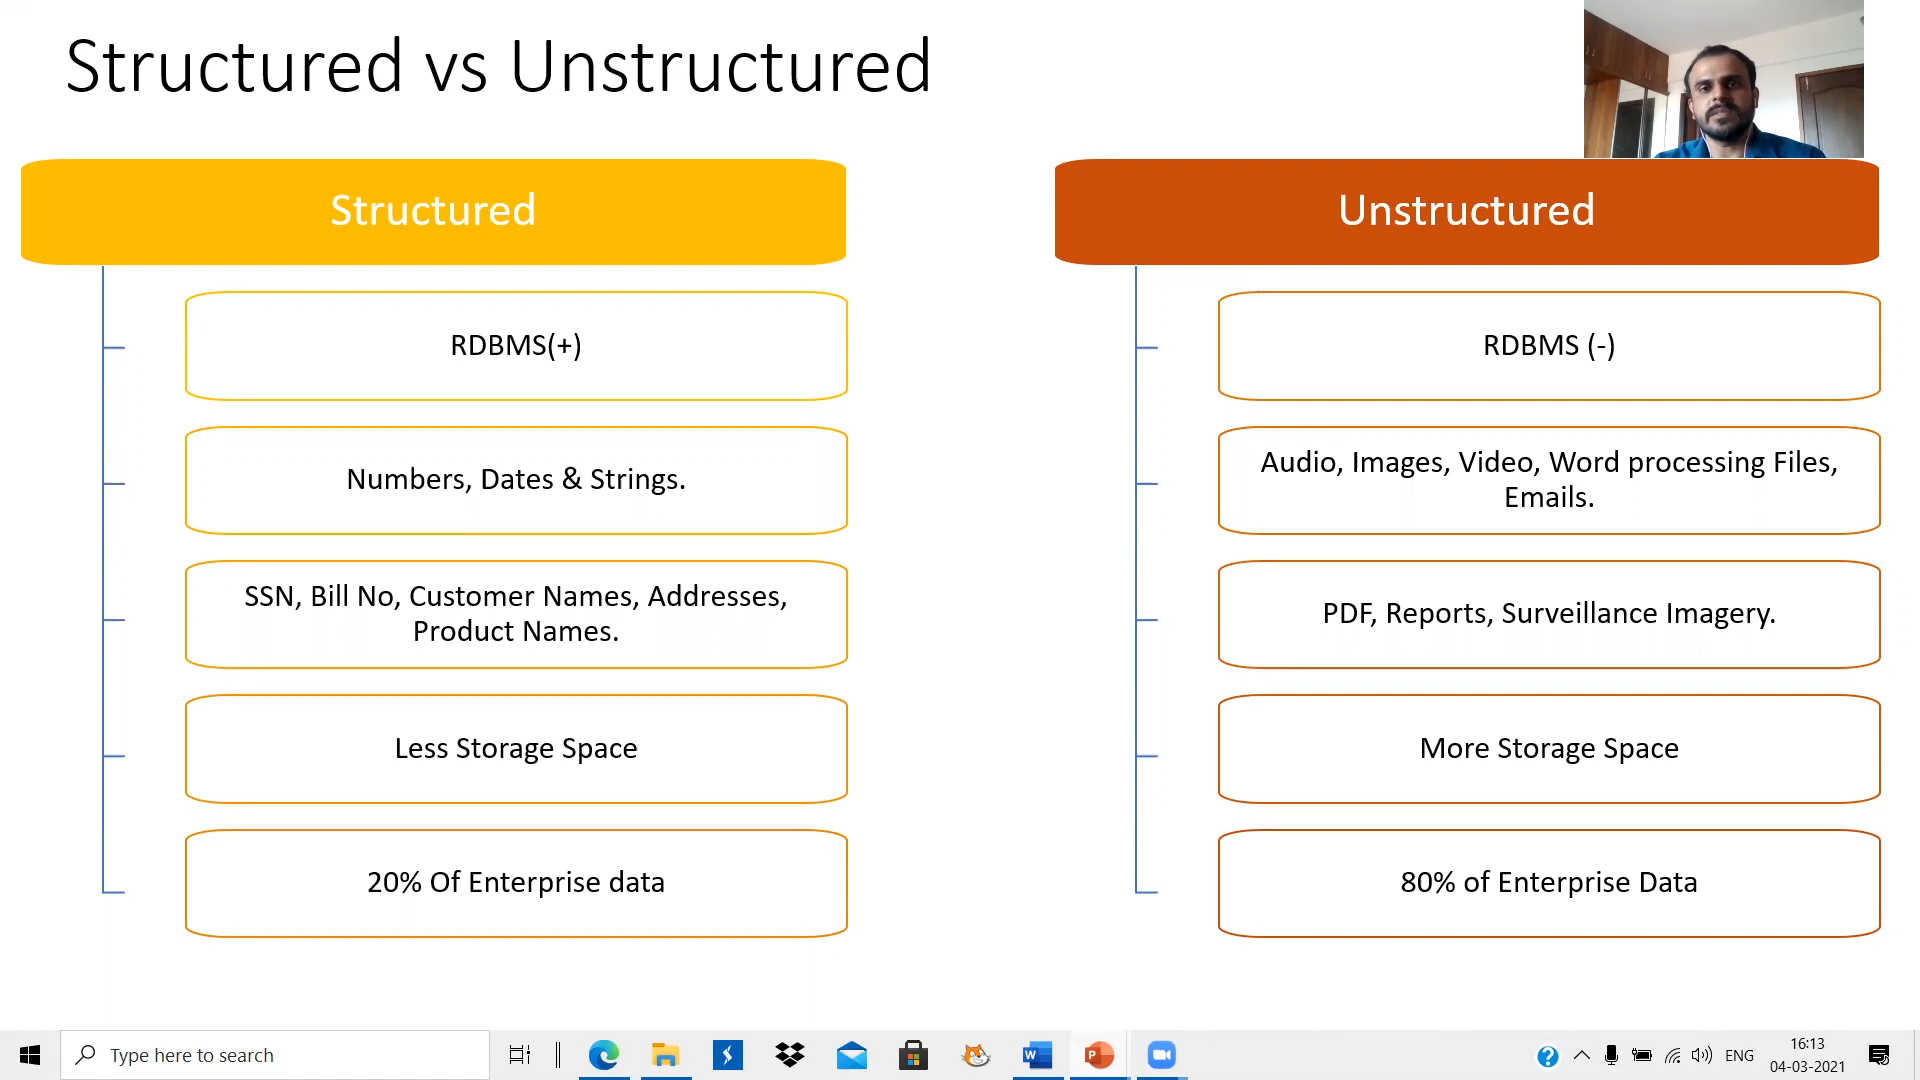 Structured vs Unstructured
Structured
RDBMS(+)
Numbers, Dates & Strings.
SSN, Bill No, Customer Names, Addresses,
Product Names.
Less Storage Space
20% Of Enterprise data
Unstructured
RDBMS (-)
Audio, Images, Video, Word processing Files,
Emails.
PDF, Reports, Surveillance Imagery.
More Storage Space
80% of Enterprise Data
Type here to search
ENG
16:13
04-03-2021